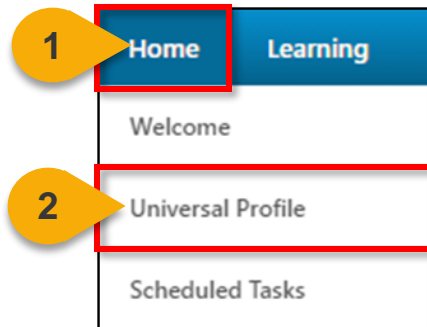 1 Home Learning
Welcome
2 Universal Profile
Scheduled Tasks